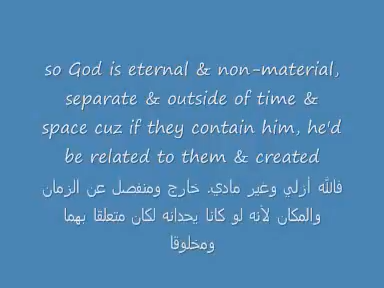 so God is eternal & non-material,
separate & outside of time &
space cuz if they contain him, he'd
be related to them & created
فالله أزلي وغير مادي. خارج ومنفصل عن الزمان
والمكان لأنه لو كانا يحدانه لكان متعلقا بهما
ومخلوقا